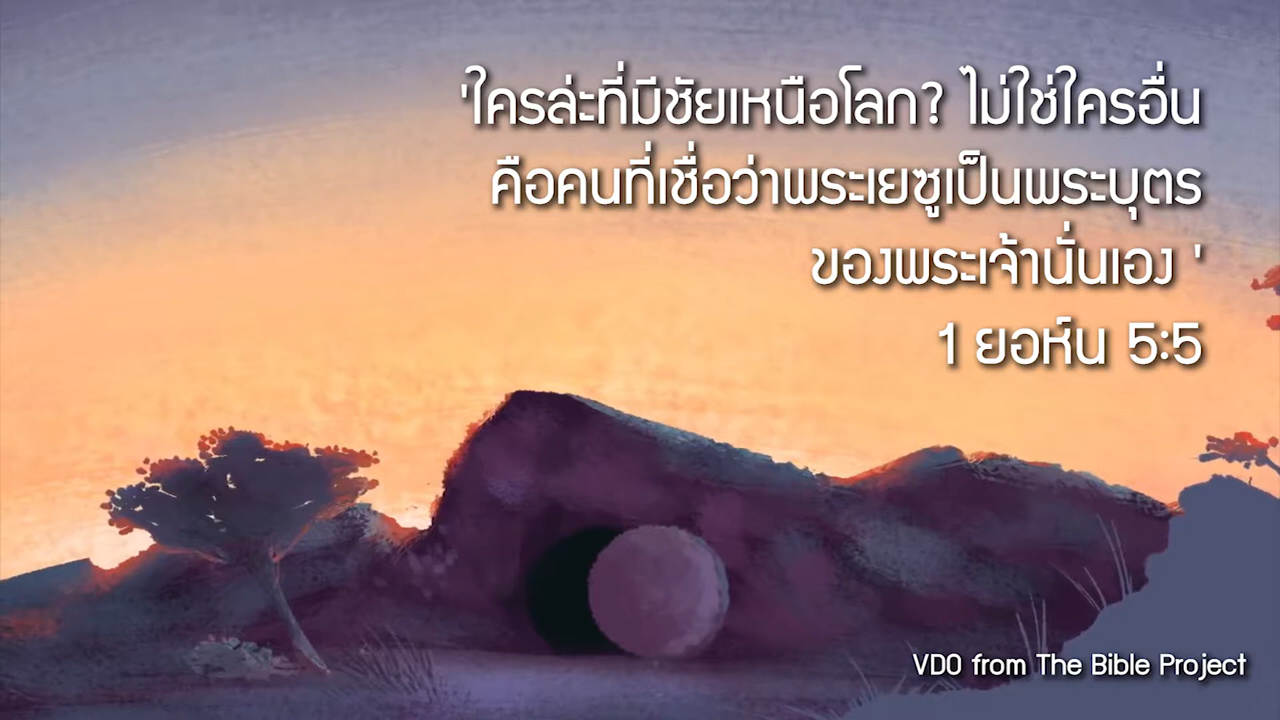 'ใครล่ะที่มีชัยเหนือโลก? ไม่ใช่ใครอื่น
คือคนที่เชื่อว่าพระเยซูเป็นพระบุตร
ของพระเจ้านั่นเอง '
1 ยอห์น 5:5
VDO from The Bible Project